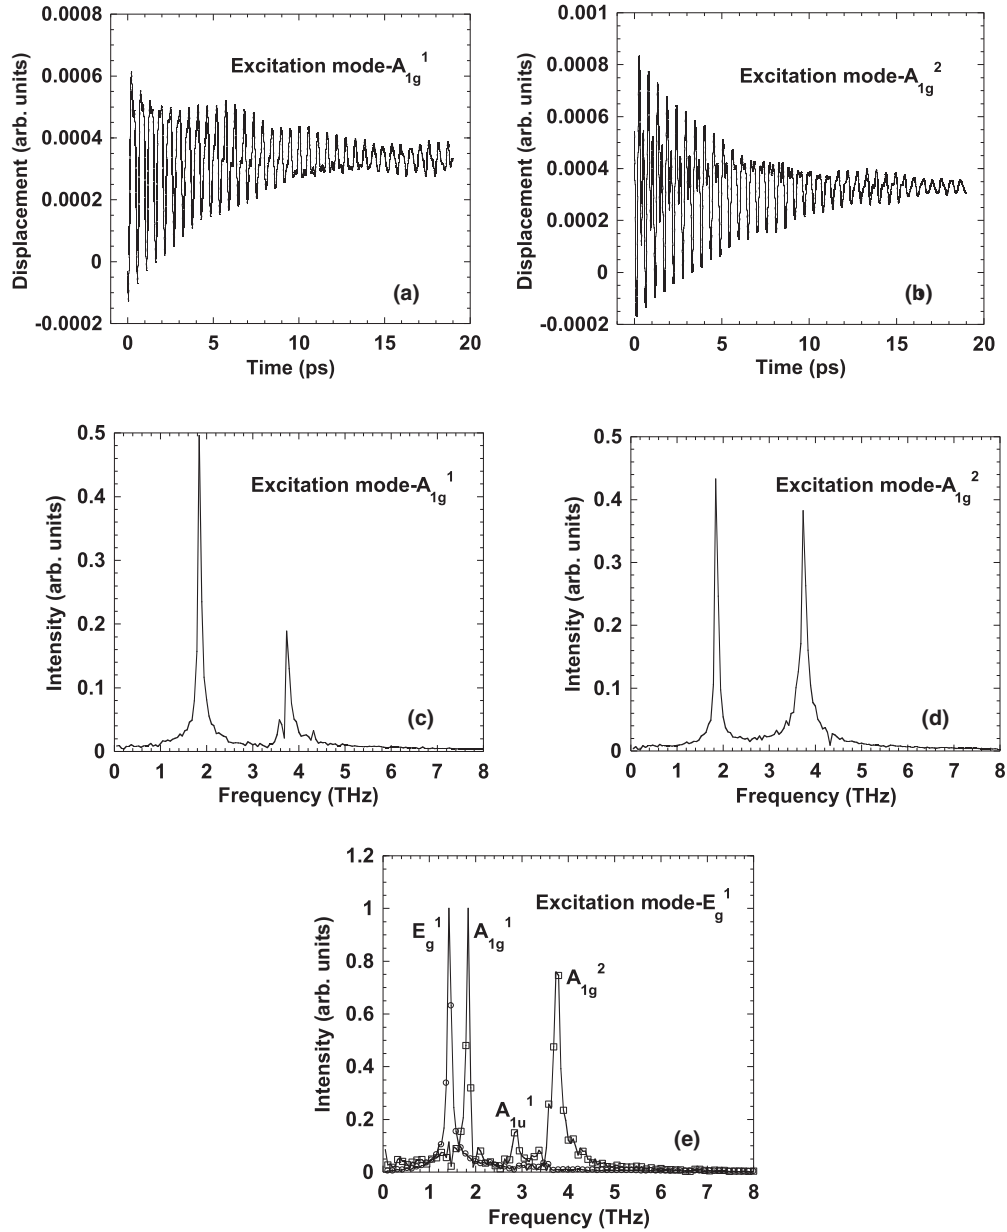 0.0008
0.0006
0.0004
0.0002
0
-0.0002
Displacement (arb. units)
Excitation mode-A1g1
(a)
0 5 10 15 20
Time (ps)
0.001
0.0008
0.0006
0.0004
0.0002
0
-0.0002
Displacement (arb. units)
Excitation mode-A1g2
(b)
0 5 10 15 20
Time (ps)
0.5
0.4
0.3
0.2
0.1
0
Intensity (arb. units)
Excitation mode-A1g1
(c)
0 1 2 3 4 5 6 7 8
Frequency (THz)
0.5
0.4
0.3
0.2
0.1
0
Intensity (arb. units)
Excitation mode-A1g2
(d)
0 1 2 3 4 5 6 7 8
Frequency (THz)
1.2
1
0.8
0.6
0.4
0.2
0
Intensity (arb. units)
Excitation mode-Eg1
Eg1
A1g1
A1g2
A1u1
(e)
0 1 2 3 4 5 6 7 8
Frequency (THz)